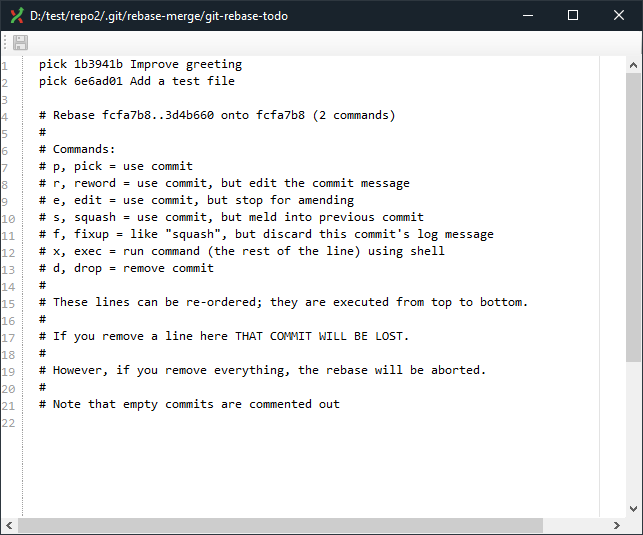 D:/test/repo2/.git/rebase-merge/git-rebase-todo
1 pick 1b3941b Improve greeting
2 pick 6e6ad01 Add a test file
3
4 # Rebase fcfa7b8..3d4b660 onto fcfa7b8 (2 commands)
5 #
6 # Commands:
7 # p, pick = use commit
8 # r, reword = use commit, but edit the commit message
9 # e, edit = use commit, but stop for amending
10 # s, squash = use commit, but meld into previous commit
11 # f, fixup = like "squash", but discard this commit's log message
12 # x, exec = run command (the rest of the line) using shell
13 # d, drop = remove commit
14 #
15 # These lines can be re-ordered; they are executed from top to bottom.
16 #
17 # If you remove a line here THAT COMMIT WILL BE LOST.
18 #
19 # However, if you remove everything, the rebase will be aborted.
20 #
21 # Note that empty commits are commented out
22